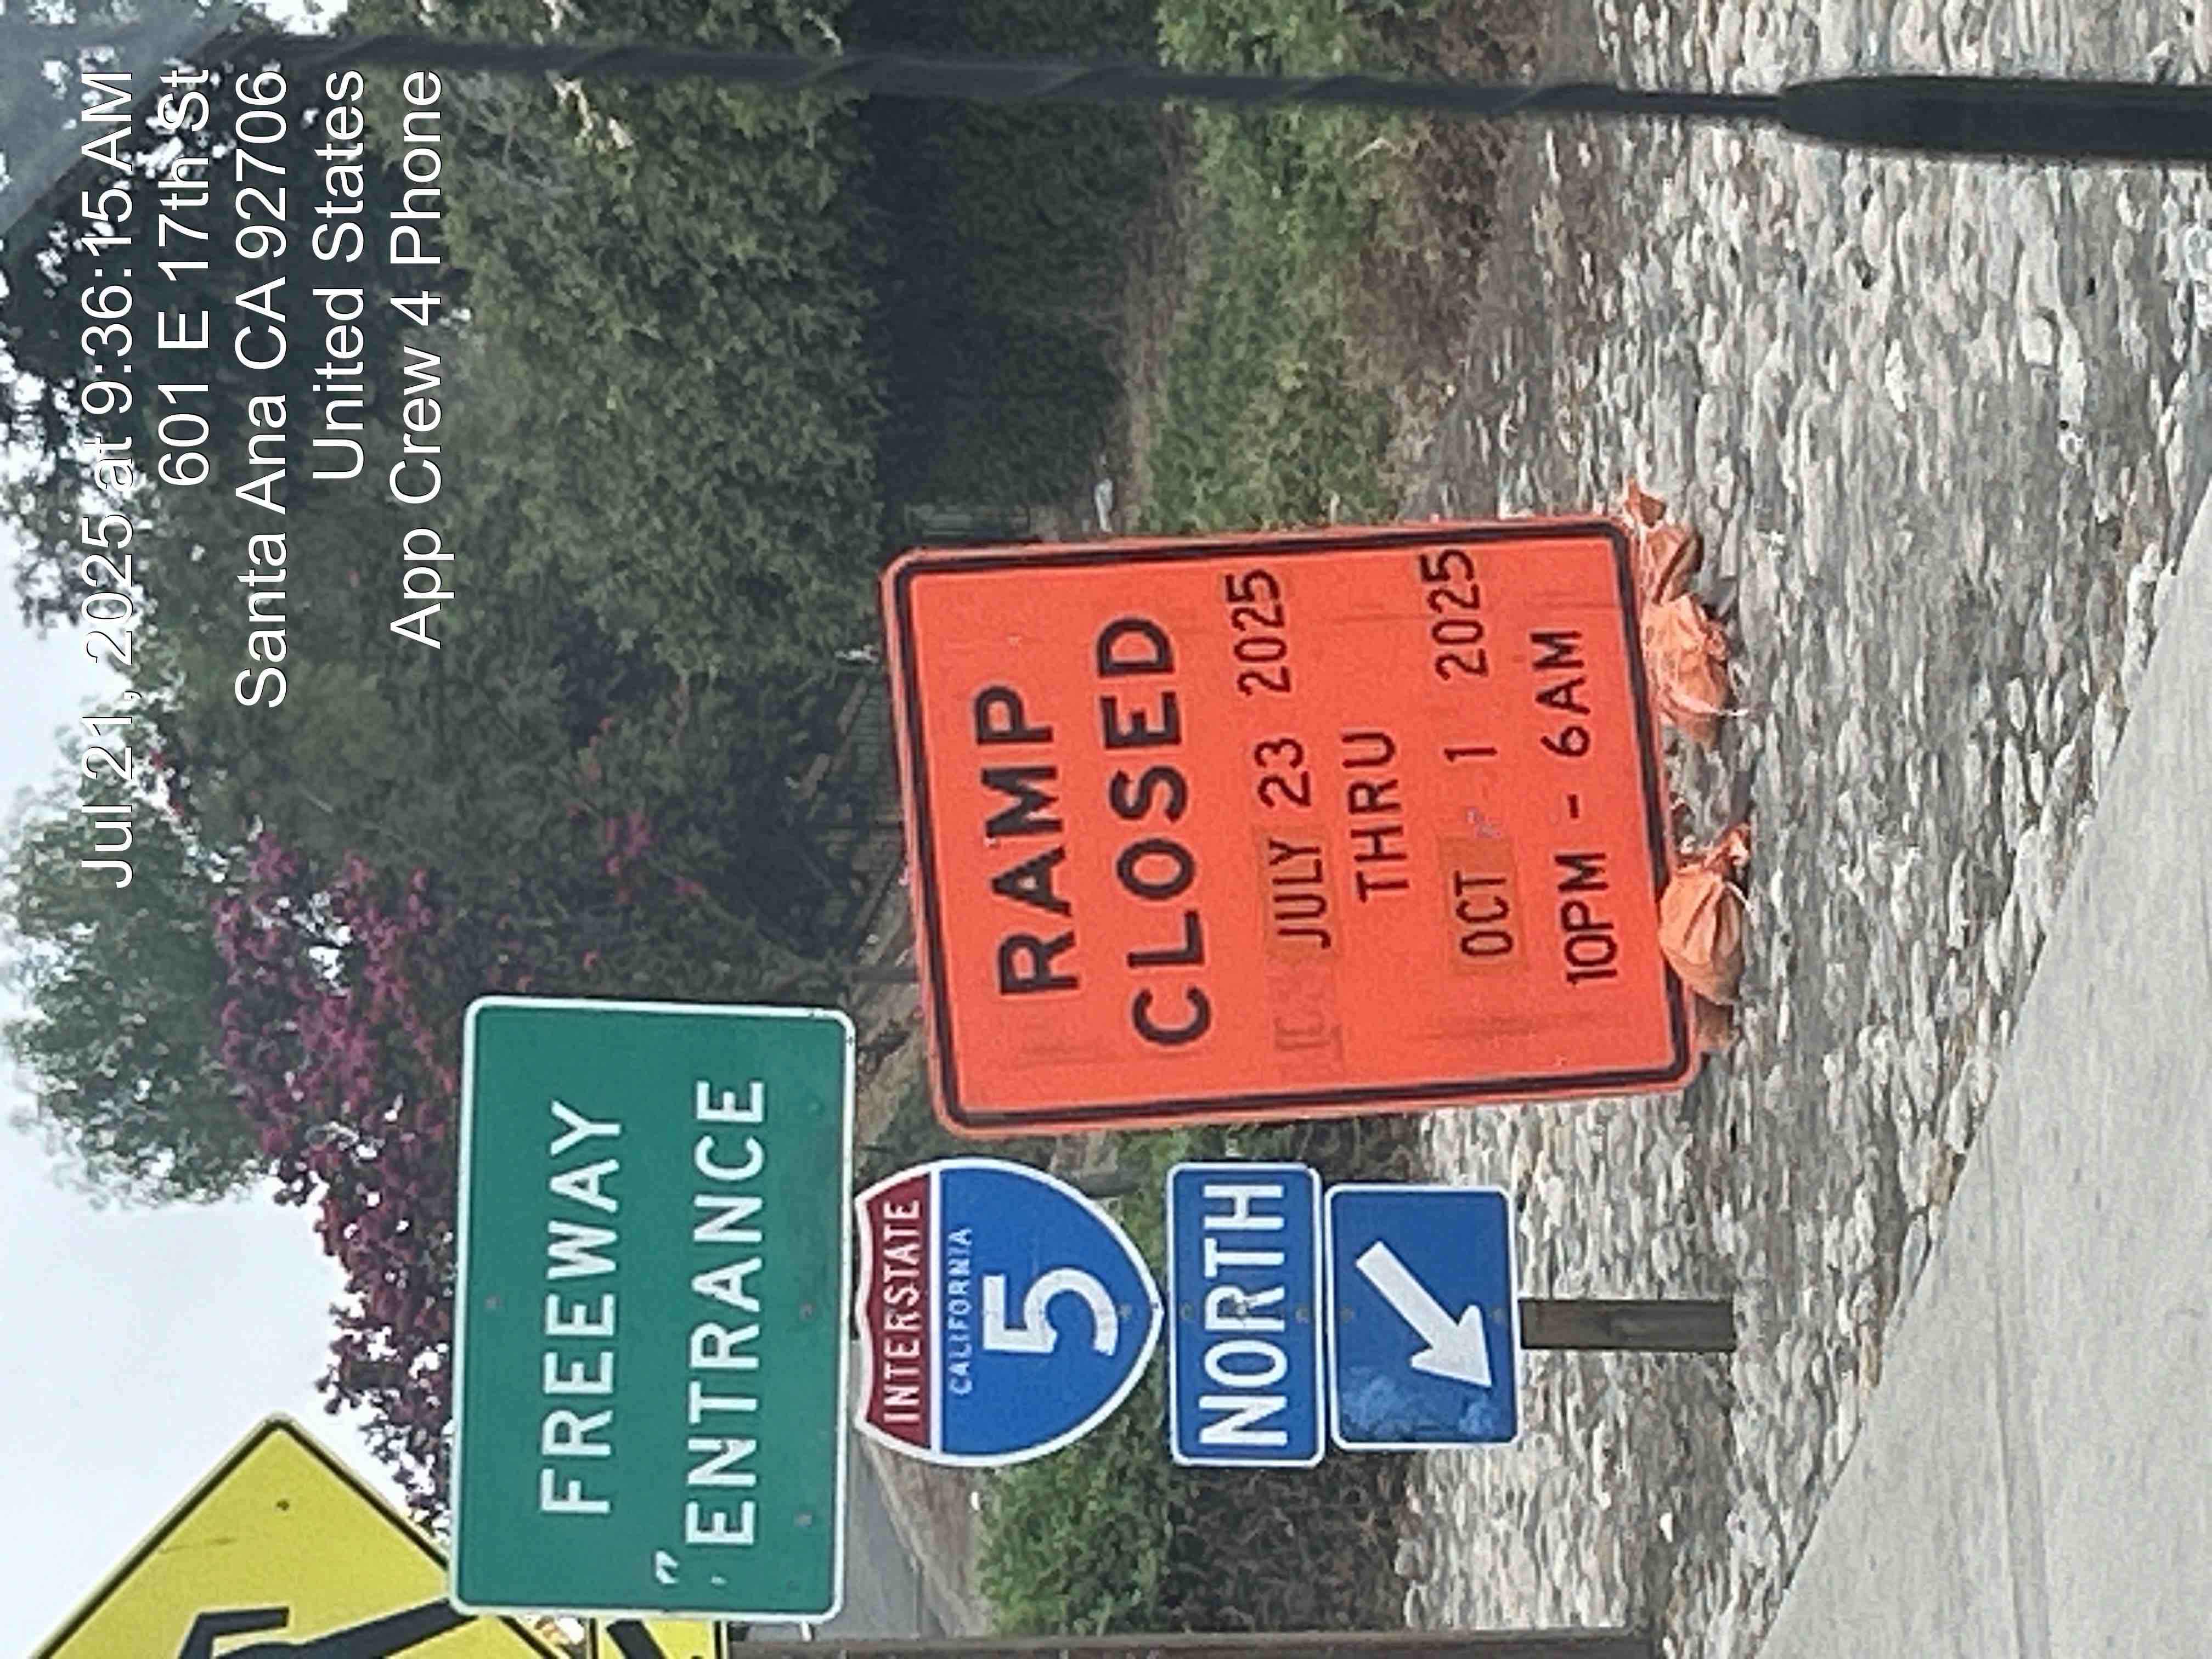 Jul 21, 2025 at 9:36:15 AM
601 E 17th St
Santa Ana CA 92706
United States
App Crew 4 Phone
FREEWAY
ENTRANCE
INTERSTATE
CALIFORNIA
5
NORTH
RAMP
CLOSED
JULY 23 2025
THRU
OCT 1 2025
10PM - 6AM